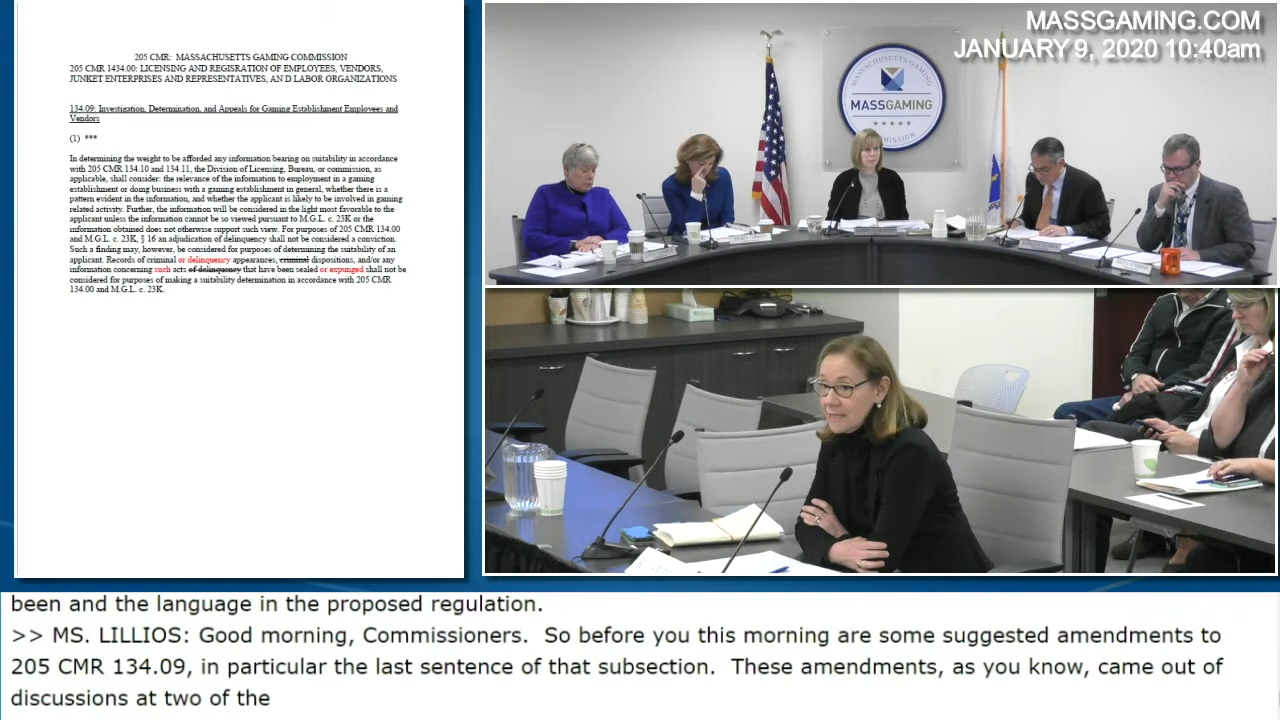 205 CMR: MASSACHUSETTS GAMING COMMISSION
205 CMR 1434.00: LICENSING AND REGISRATION OF EMPLOYEES, VENDORS,
JUNKET ENTERPRISES AND REPRESENTATIVES, AN D LABOR ORGANIZATIONS
134.09: Investigation, Determination, and Appeals for Gaming Establishment Employees and
Vendors
(1) ***
In determining the weight to be afforded any information bearing on suitability in accordance
with 205 CMR 134.10 and 134.11, the Division of Licensing, Bureau, or commission, as
applicable, shall consider: the relevance of the information to employment in a gaming
establishment or doing business with a gaming establishment in general, whether there is a
pattern evident in the information, and whether the applicant is likely to be involved in gaming
related activity. Further, the information will be considered in the light most favorable to the
applicant unless the information cannot be so viewed pursuant to M.G.L. c. 23K or the
information obtained does not otherwise support such view. For purposes of 205 CMR 134.00
and M.G.L. c. 23K, § 16 an adjudication of delinquency shall not be considered a conviction.
Such a finding may, however, be considered for purposes of determining the suitability of an
applicant. Records of criminal or delinquency appearances, criminal dispositions, and/or any
information concerning such acts of delinquency that have been sealed or expunged shall not be
considered for purposes of making a suitability determination in accordance with 205 CMR
134.00 and M.G.L. c. 23K.
MASSGAMING.COM
JANUARY 9, 2020 10:40am
MASSACHUSETTS GAMING
MASSGAMING
COMMISSION
been and the language in the proposed regulation.
>> MS. LILLIOS: Good morning, Commissioners. So before you this morning are some suggested amendments to
205 CMR 134.09, in particular the last sentence of that subsection. These amendments, as you know, came out of
discussions at two of the